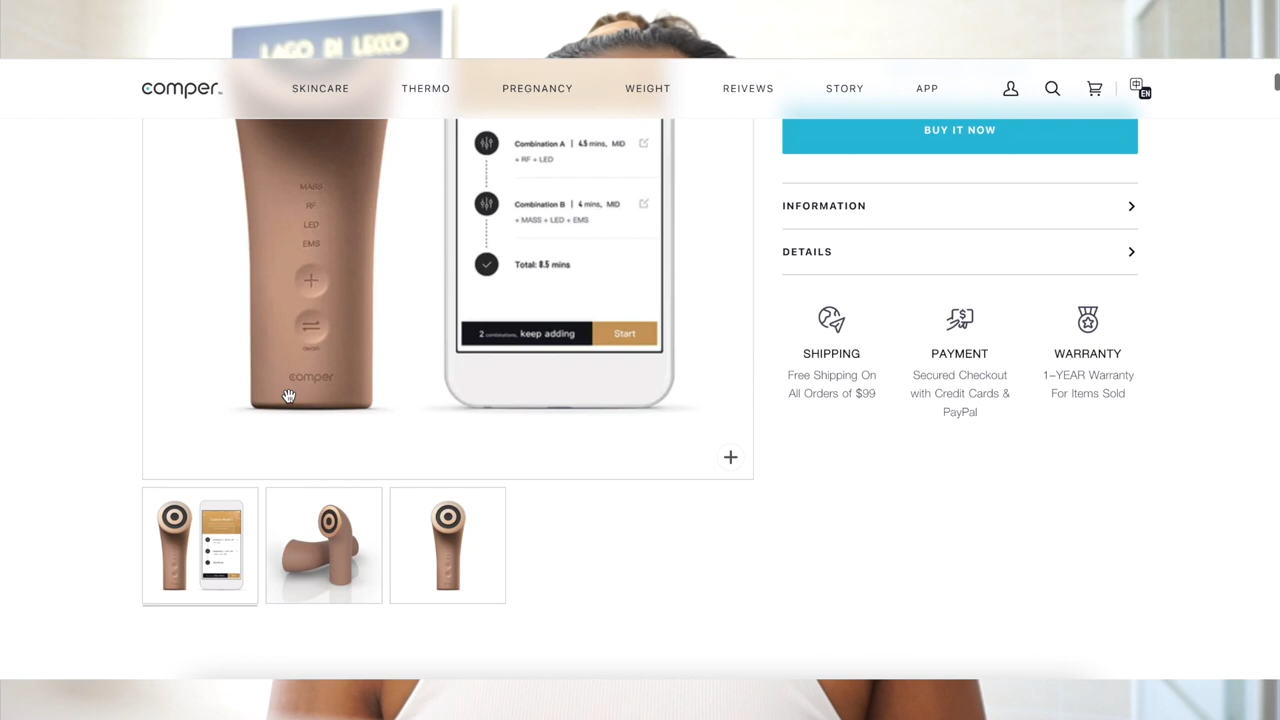 LAGO DI LECCO
comper
SKINCARE
THERMO
PREGNANCY
WEIGHT
REIVEWS
STORY
APP
中
EN
BUY IT NOW
MASS
RF
LED
EMS
comper
Combination A | 4.5 mins, MID
+ RF + LED
Combination B | 4 mins, MID
+ MASS + LED + EMS
Total: 8.5 mins
2 combinations, keep adding
Start
INFORMATION
DETAILS
SHIPPING
Free Shipping On
All Orders of $99
PAYMENT
Secured Checkout
with Credit Cards &
PayPal
WARRANTY
1–YEAR Warranty
For Items Sold